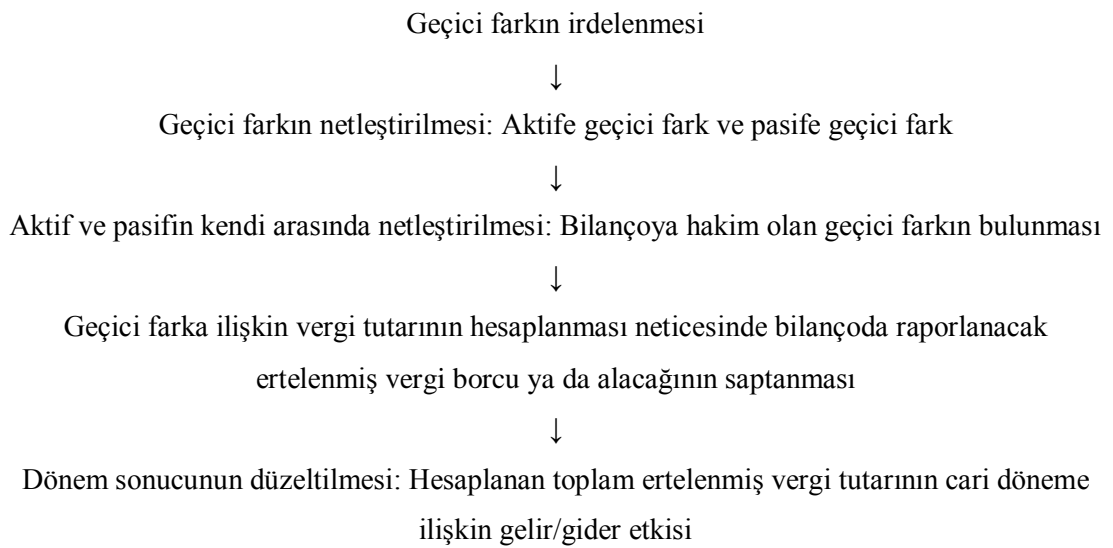 Geçici farkın irdelenmesi
↓
Geçici farkın netleştirilmesi: Aktife geçici fark ve pasife geçici fark
↓
Aktif ve pasifin kendi arasında netleştirilmesi: Bilançoya hakim olan geçici farkın bulunması
↓
Geçici farka ilişkin vergi tutarının hesaplanması neticesinde bilançoda raporlanacak
ertelenmiş vergi borcu ya da alacağının saptanması
↓
Dönem sonucunun düzeltilmesi: Hesaplanan toplam ertelenmiş vergi tutarının cari döneme
ilişkin gelir/gider etkisi